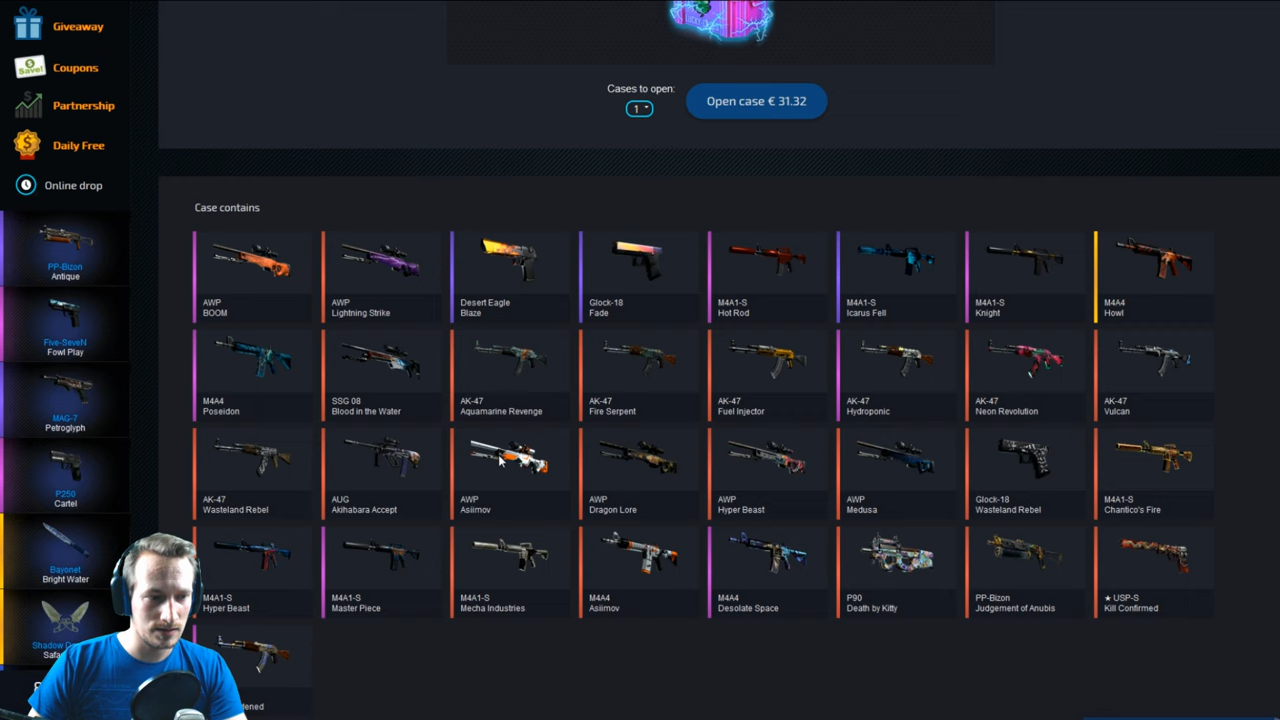 Giveaway
Save!
Coupons
Partnership
Daily Free
Online drop
PP-Bizon
Antique
Five-SeveN
Fowl Play
MAG-7
Petroglyph
P250
Cartel
Bayonet
Bright Water
Shadow D
Safa
Cases to open:
1
Open case € 31.32
Case contains
AWP
BOOM
AWP
Lightning Strike
Desert Eagle
Blaze
Glock-18
Fade
M4A1-S
Hot Rod
M4A1-S
Icarus Fell
M4A1-S
Knight
M4A4
Howl
M4A4
Poseidon
SSG 08
Blood in the Water
AK-47
Aquamarine Revenge
AK-47
Fire Serpent
AK-47
Fuel Injector
AK-47
Hydroponic
AK-47
Neon Revolution
AK-47
Vulcan
AK-47
Wasteland Rebel
AUG
Akihabara Accept
AWP
Asiimov
AWP
Dragon Lore
AWP
Hyper Beast
AWP
Medusa
Glock-18
Wasteland Rebel
M4A1-S
Chantico's Fire
M4A1-S
Hyper Beast
M4A1-S
Master Piece
M4A1-S
Mecha Industries
M4A4
Asiimov
M4A4
Desolate Space
P90
Death by Kitty
PP-Bizon
Judgement of Anubis
★ USP-S
Kill Confirmed
ened